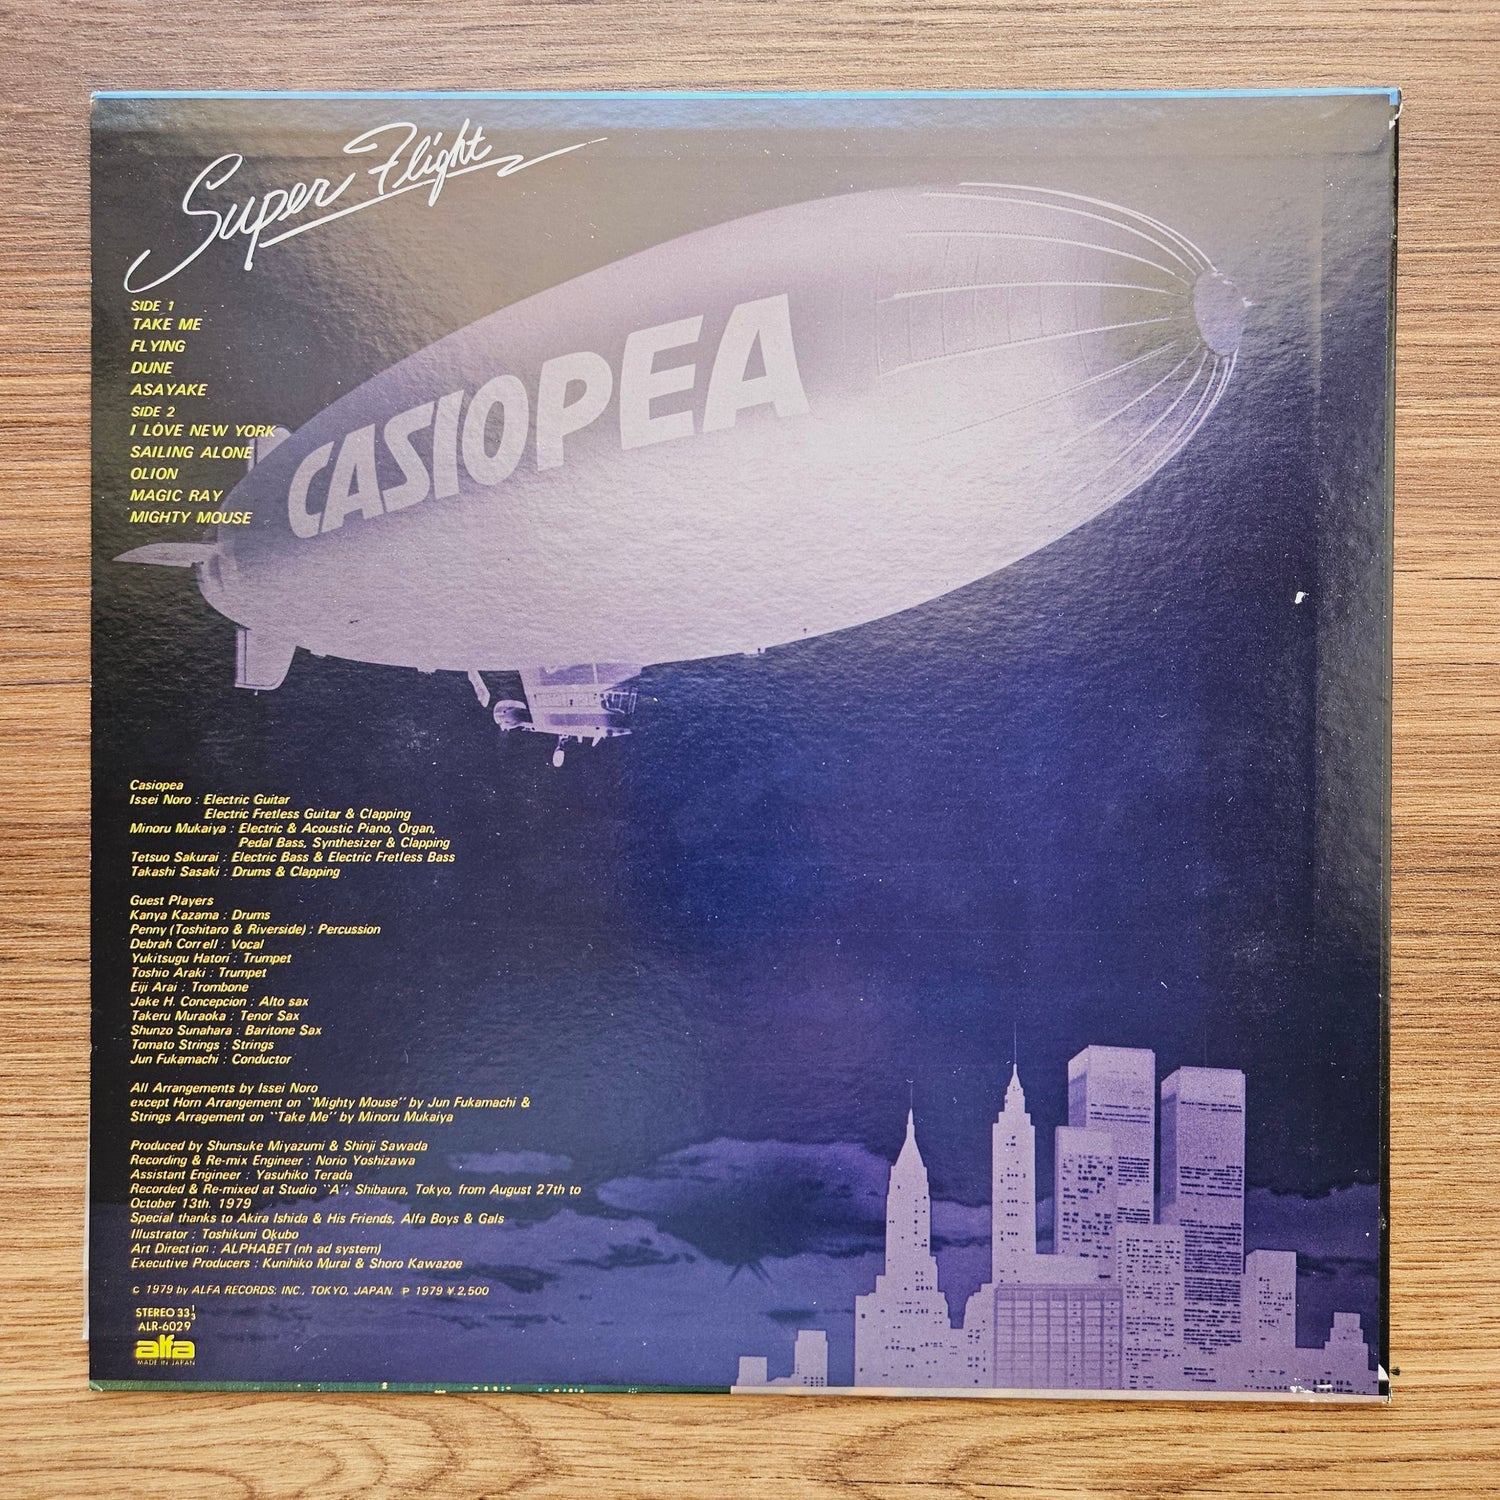 Super Flight
CASIOPEA
SIDE 1
TAKE ME
FLYING
DUNE
ASAYAKE
SIDE 2
I LOVE NEW YORK
SAILING ALONE
OLION
MAGIC RAY
MIGHTY MOUSE
Casiopea
Issei Noro : Electric Guitar
Electric Fretless Guitar & Clapping
Minoru Mukaiya : Electric & Acoustic Piano, Organ,
Pedal Bass, Synthesizer & Clapping
Tetsuo Sakurai : Electric Bass & Electric Fretless Bass
Takashi Sasaki : Drums & Clapping
Guest Players
Kanya Kazama : Drums
Penny (Toshitaro & Riverside) : Percussion
Debrah Correll : Vocal
Yukitsugu Hatori : Trumpet
Toshio Araki : Trumpet
Eiji Arai : Trombone
Jake H. Concepcion : Alto sax
Takeru Muraoka : Tenor Sax
Shunzo Sunahara : Baritone Sax
Tomato Strings : Strings
Jun Fukamachi : Conductor
All Arrangements by Issei Noro
except Horn Arrangement on ``Mighty Mouse´´ by Jun Fukamachi &
Strings Arragement on ``Take Me´´ by Minoru Mukaiya
Produced by Shunsuke Miyazumi & Shinji Sawada
Recording & Re-mix Engineer : Norio Yoshizawa
Assistant Engineer : Yasuhiko Terada
Recorded & Re-mixed at Studio ``A´´, Shibaura, Tokyo, from August 27th to
October 13th. 1979
Special thanks to Akira Ishida & His Friends, Alfa Boys & Gals
Illustrator : Toshikuni Okubo
Art Direction : ALPHABET (nh ad system)
Executive Producers : Kunihiko Murai & Shoro Kawazoe
© 1979 by ALFA RECORDS: INC., TOKYO, JAPAN. ℗ 1979 ¥ 2,500
STEREO 33 1/3
ALR-6029
alfa
MADE IN JAPAN